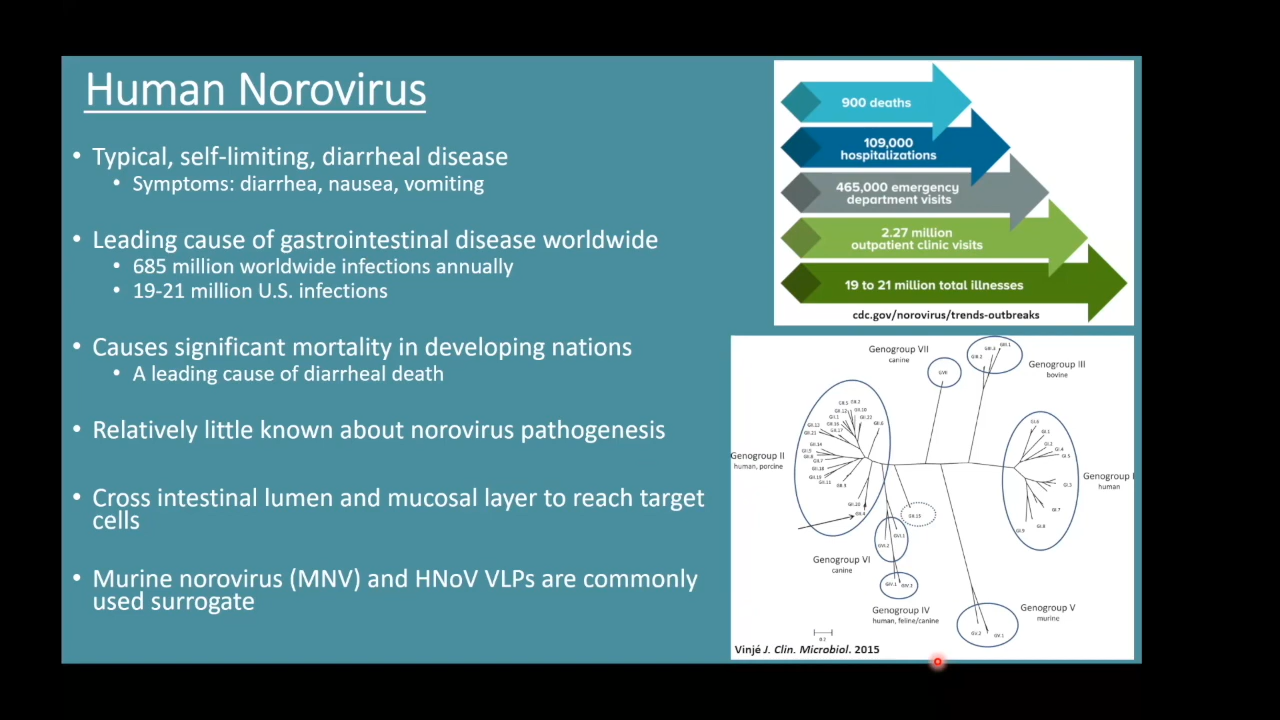 Human Norovirus
• Typical, self-limiting, diarrheal disease
• Symptoms: diarrhea, nausea, vomiting
• Leading cause of gastrointestinal disease worldwide
• 685 million worldwide infections annually
• 19-21 million U.S. infections
• Causes significant mortality in developing nations
• A leading cause of diarrheal death
• Relatively little known about norovirus pathogenesis
• Cross intestinal lumen and mucosal layer to reach target
cells
• Murine norovirus (MNV) and HNoV VLPs are commonly
used surrogate
900 deaths
109,000
hospitalizations
465,000 emergency
department visits
2.27 million
outpatient clinic visits
19 to 21 million total illnesses
cdc.gov/norovirus/trends-outbreaks
Genogroup VII
canine
Genogroup III
bovine
Genogroup II
human, porcine
Genogroup I
human
Genogroup VI
canine
Genogroup IV
human, feline/canine
Genogroup V
murine
Vinjé J. Clin. Microbiol. 2015